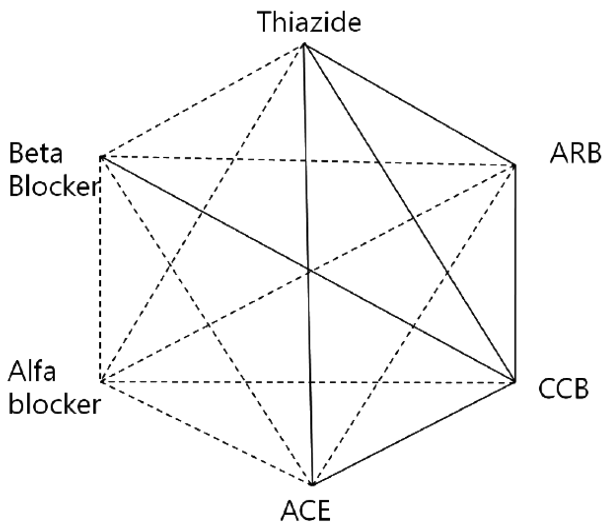 Thiazide
Beta
Blocker
ARB
Alfa
blocker
CCB
ACE